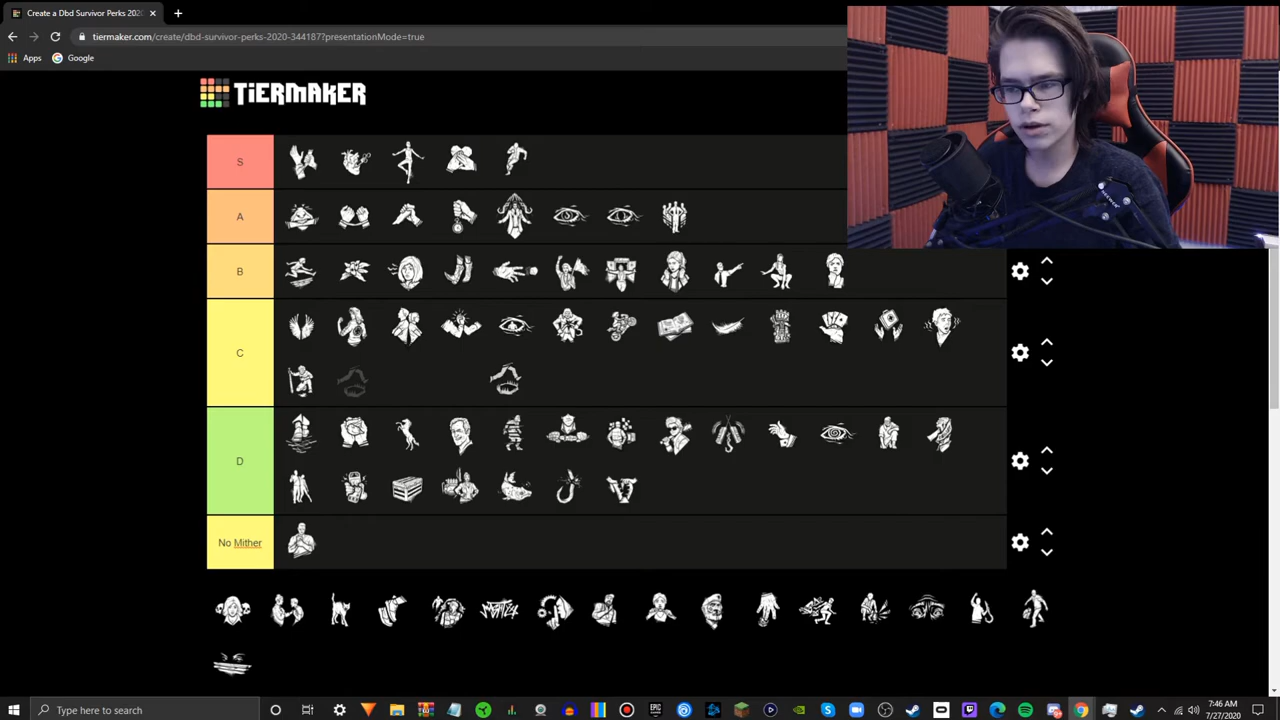 Create a Dbd Survivor Perks 2020
tiermaker.com/create/dbd-survivor-perks-2020-344187?presentationMode=true
Apps Google
TIERMAKER
S
A
B
C
D
No Mither
Type here to search
7:46 AM
7/27/2020